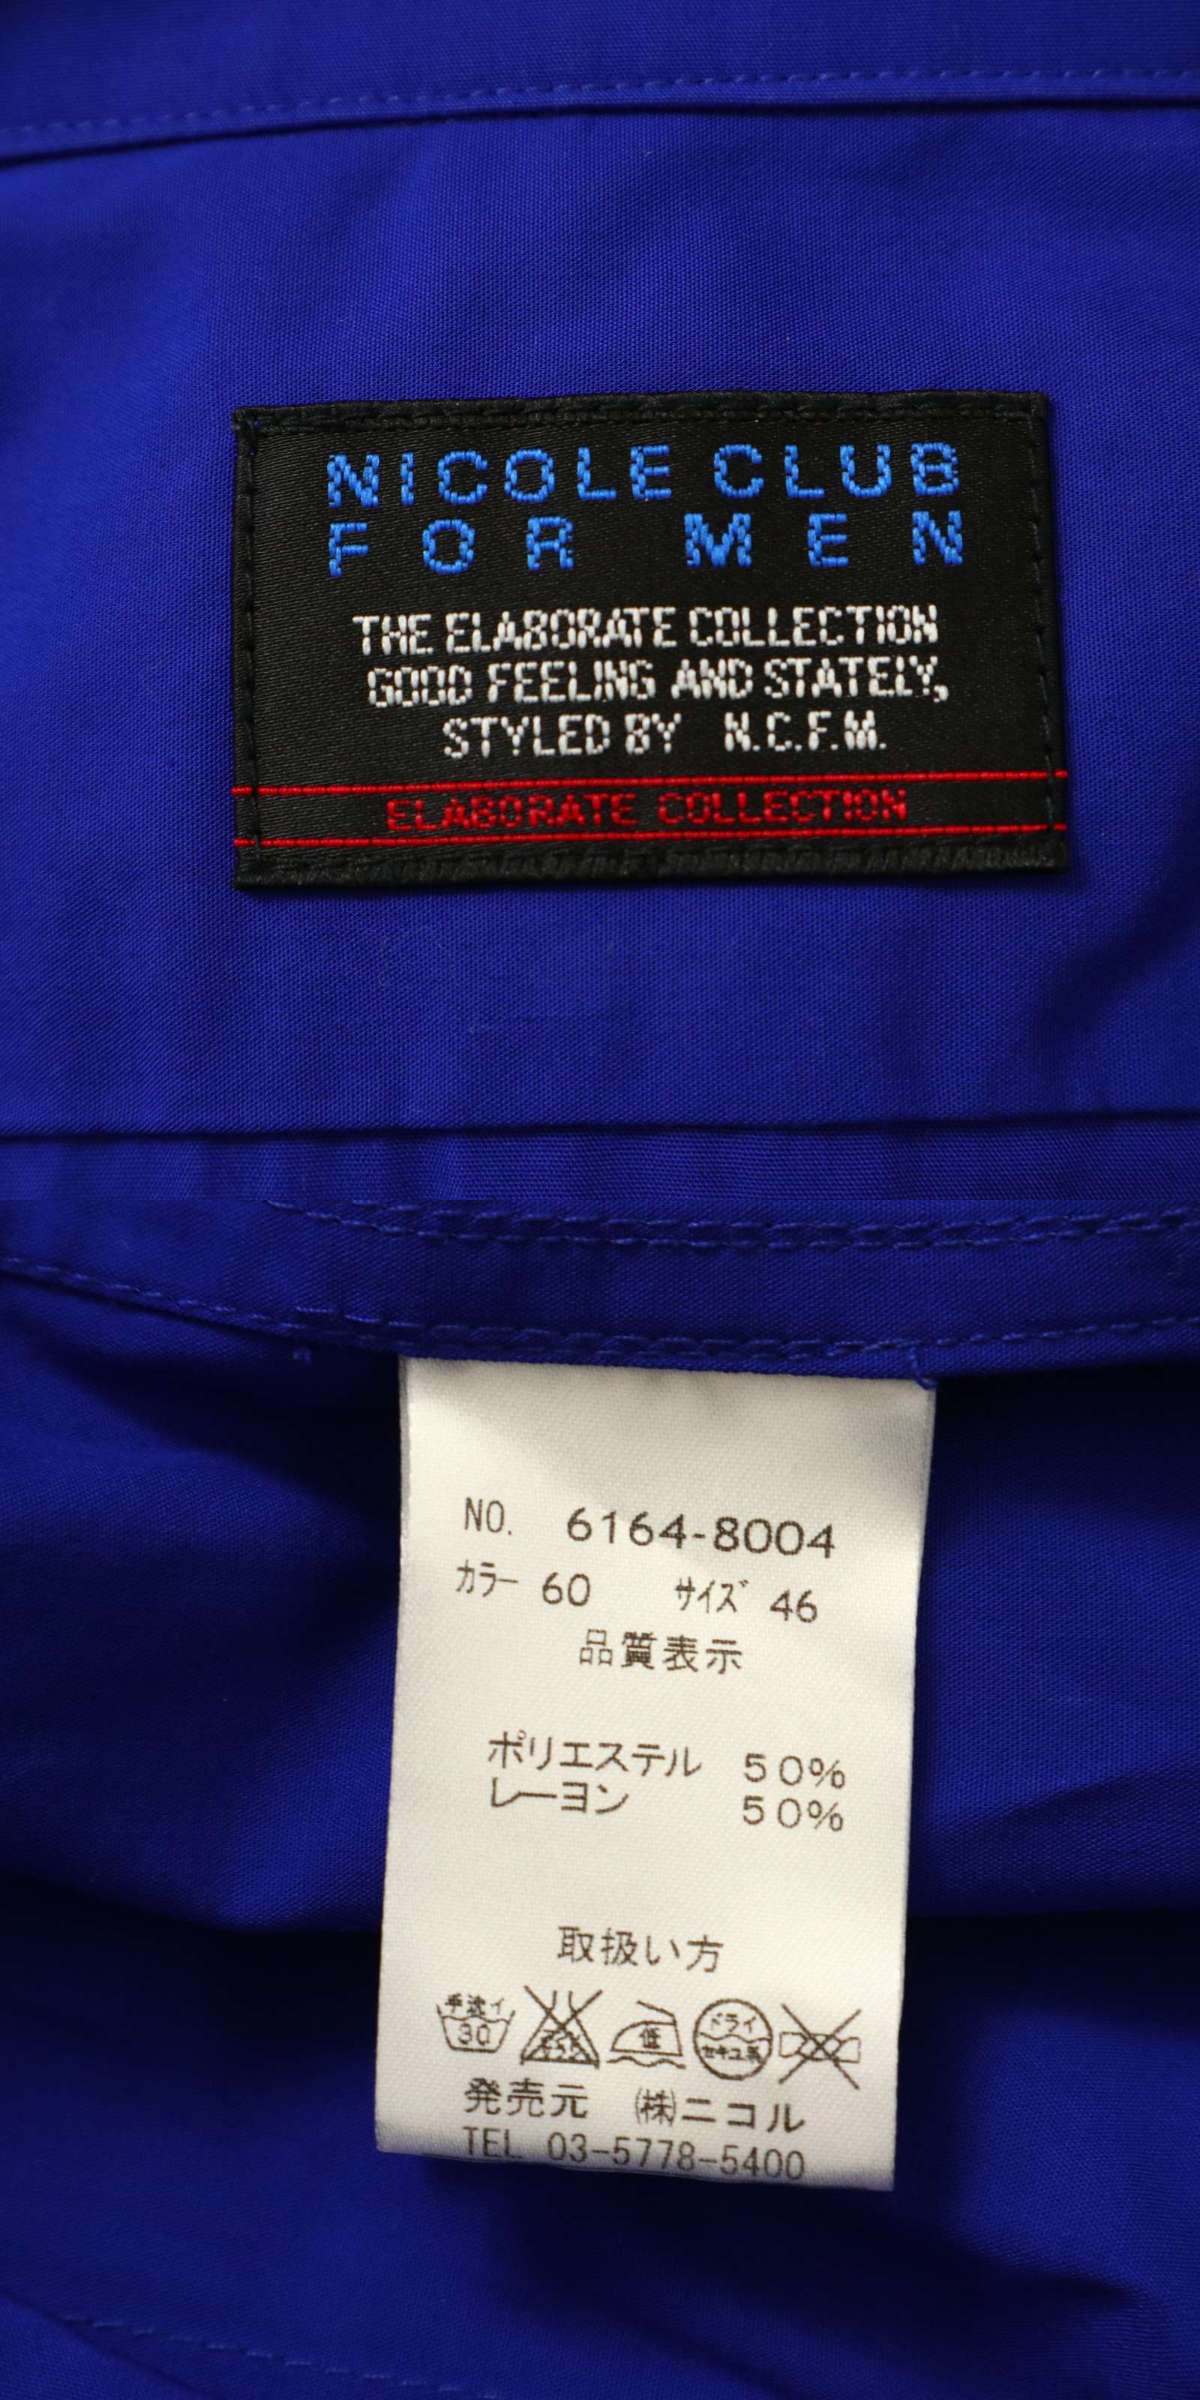 NICOLE CLUB
FOR MEN
THE ELABORATE COLLECTION
GOOD FEELING AND STATELY,
STYLED BY N.C.F.M.
ELABORATE COLLECTION
NO. 6164-8004
カラー 60 サイズ 46
品質表示
ポリエステル 50%
レーヨン 50%
取扱い方
手洗イ
30
低
ドライ
セキユ系
発売元 ㈱ニコル
TEL 03-5778-5400